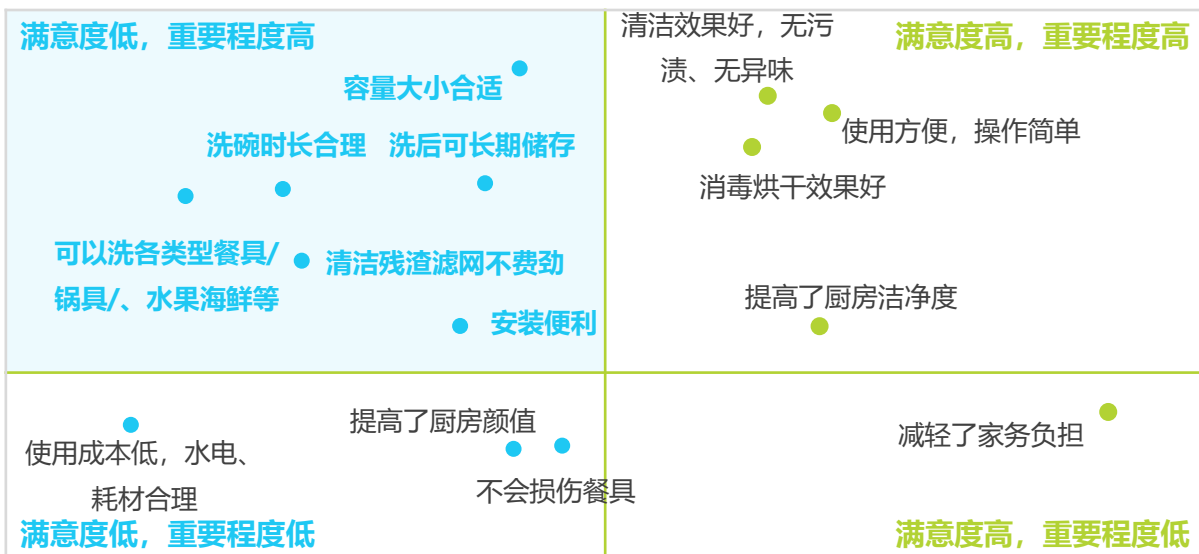 满意度低，重要程度高
容量大小合适
洗碗时长合理
洗后可长期储存
可以洗各类型餐具/
锅具/、水果海鲜等
清洁残渣滤网不费劲
安装便利
清洁效果好，无污
渍、无异味
满意度高，重要程度高
使用方便，操作简单
消毒烘干效果好
提高了厨房洁净度
使用成本低，水电、
耗材合理
提高了厨房颜值
不会损伤餐具
满意度低，重要程度低
减轻了家务负担
满意度高，重要程度低